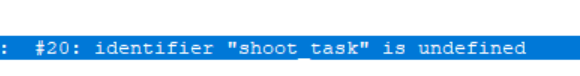 : #20: identifier "shoot_task" is undefined